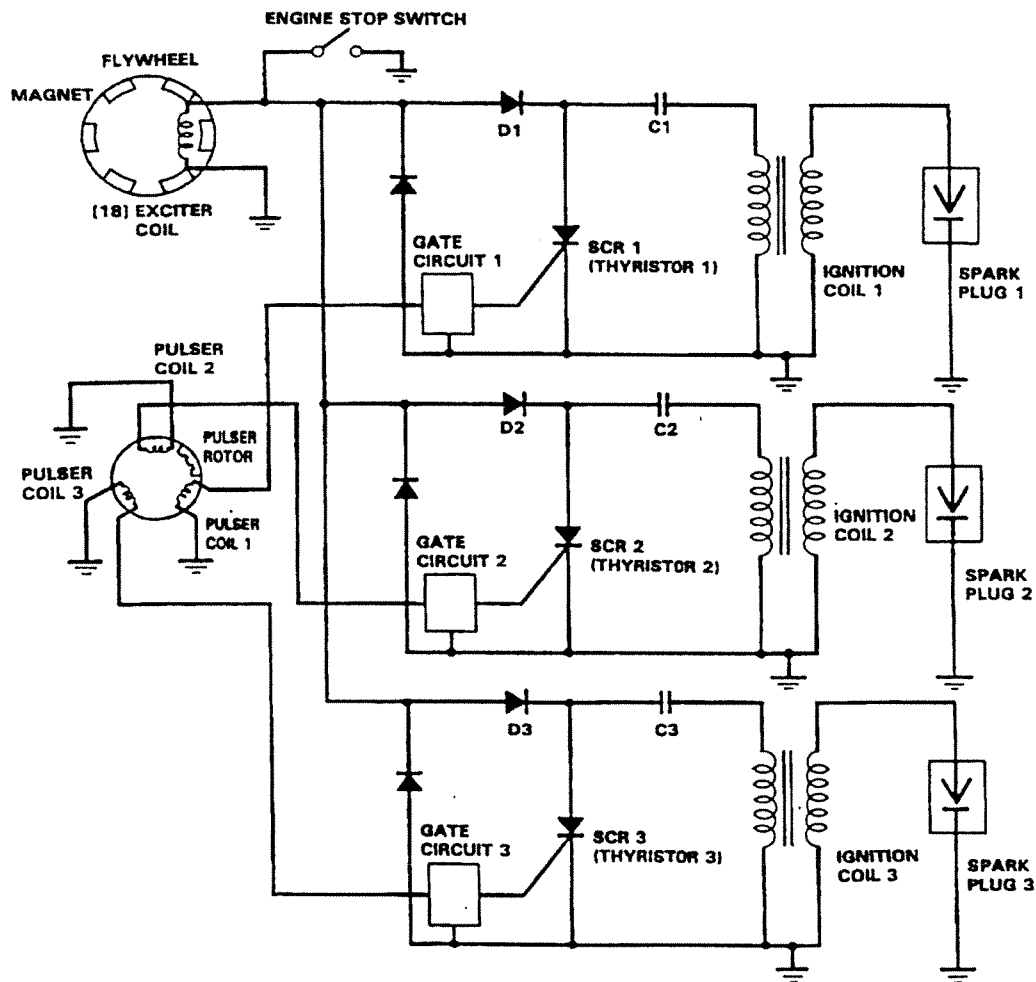 ENGINE STOP SWITCH
FLYWHEEL
MAGNET
(18) EXCITER
COIL
D1
C1
GATE
CIRCUIT 1
SCR 1
(THYRISTOR 1)
IGNITION
COIL 1
SPARK
PLUG 1
PULSER
COIL 2
PULSER
ROTOR
PULSER
COIL 3
PULSER
COIL 1
D2
C2
GATE
CIRCUIT 2
SCR 2
(THYRISTOR 2)
IGNITION
COIL 2
SPARK
PLUG 2
D3
C3
GATE
CIRCUIT 3
SCR 3
(THYRISTOR 3)
IGNITION
COIL 3
SPARK
PLUG 3